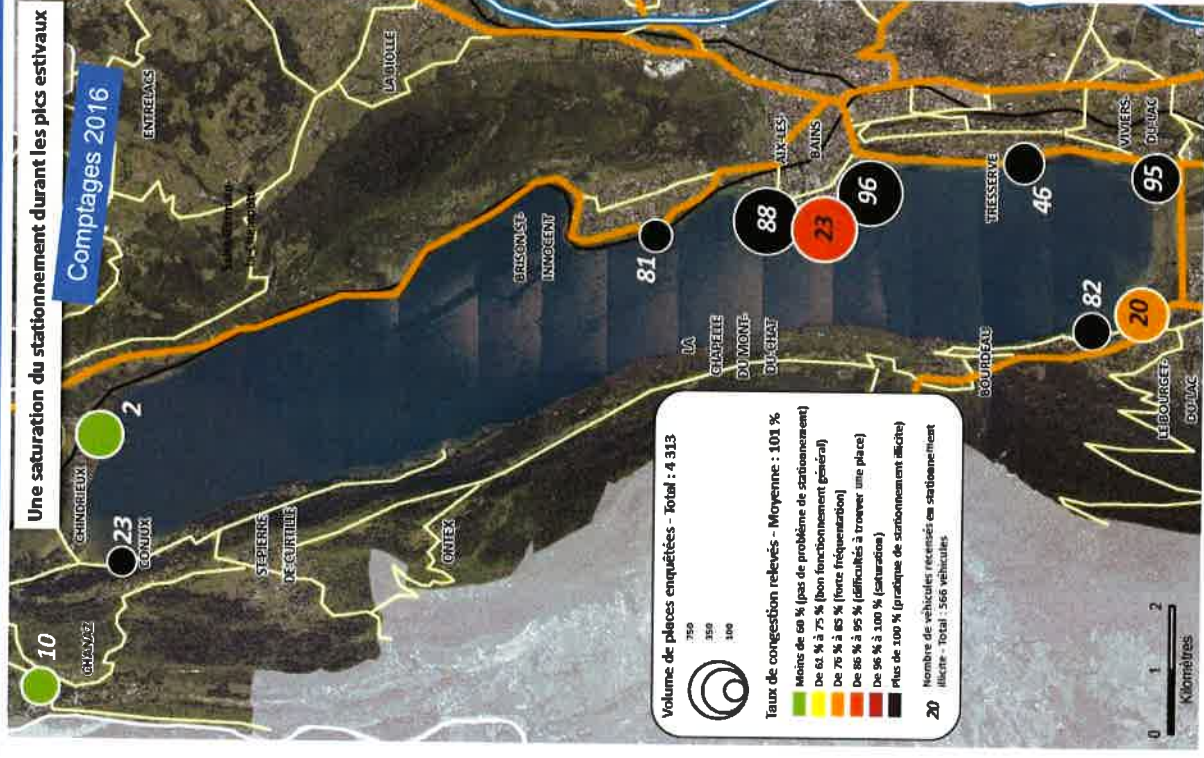 Une saturation du stationnement durant les pics estivaux
Comptages 2016
10
CHANAZ
23
CONJUX
CHINDRIEUX
2
ENTRELACS
LA BIOLLE
ST-PIERRE
DE-CURTILLE
ONTEX
BRISON-ST-
INNOCENT
81
LA
CHAPELLE
DU MONT-
DU-CHAT
88
23
96
AIX-LES-
BAINS
TRESSERVE
46
BOURDEAU
82
20
95
VIVIERS-
DU-LAC
LE BOURGET-
DU-LAC
Volume de places enquêtées - Total : 4 313
750
350
100
Taux de congestion relevés - Moyenne : 101 %
Moins de 60 % (pas de problème de stationnement)
De 61 % à 75 % (bon fonctionnement général)
De 76 % à 85 % (forte fréquentation)
De 86 % à 95 % (difficultés à trouver une place)
De 96 % à 100 % (saturation)
Plus de 100 % (pratique de stationnement illicite)
20 Nombre de véhicules recensés en stationnement
illicite - Total : 566 véhicules
0 1 2
Kilomètres